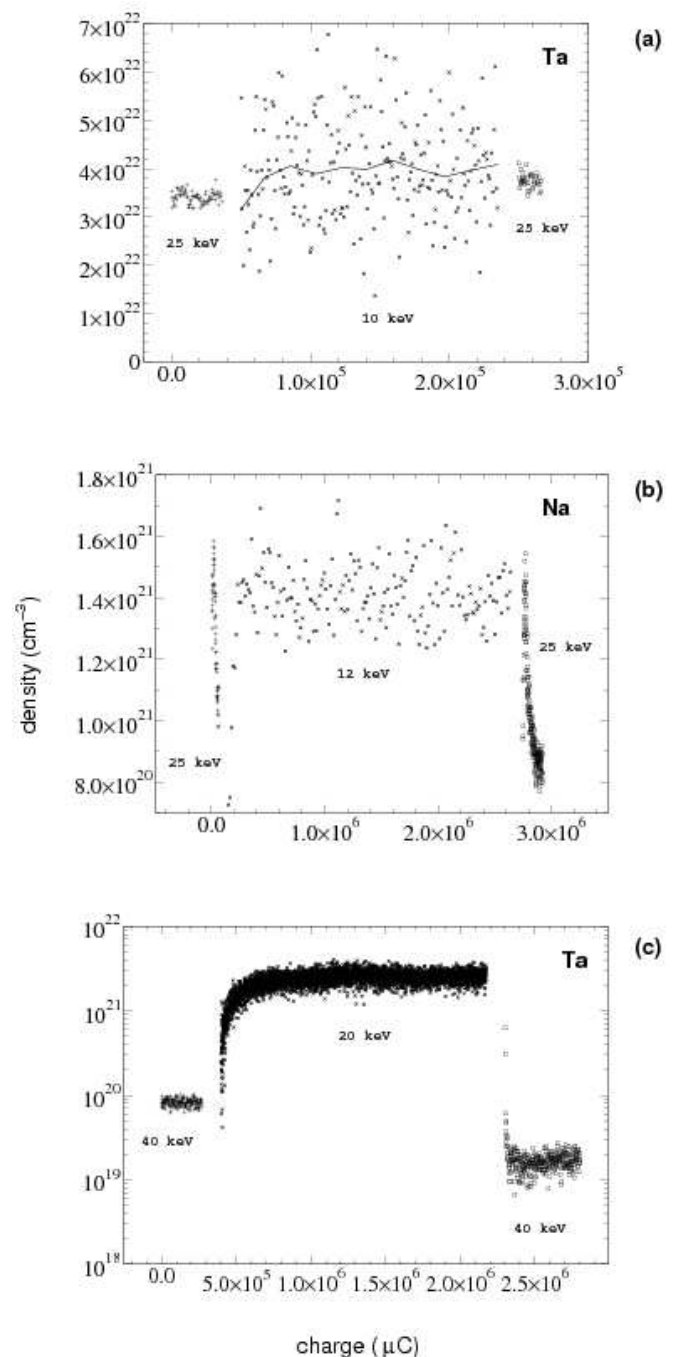 (a)
Ta
7×10²²
6×10²²
5×10²²
4×10²²
3×10²²
2×10²²
1×10²²
0
25 keV
10 keV
25 keV
0.0
1.0×10⁵
2.0×10⁵
3.0×10⁵
(b)
Na
1.8×10²¹
1.6×10²¹
1.4×10²¹
1.2×10²¹
1.0×10²¹
8.0×10²⁰
25 keV
12 keV
25 keV
0.0
1.0×10⁶
2.0×10⁶
3.0×10⁶
density (cm⁻³)
(c)
Ta
10²²
10²¹
10²⁰
10¹⁹
10¹⁸
40 keV
20 keV
40 keV
0.0
5.0×10⁵
1.0×10⁶
1.5×10⁶
2.0×10⁶
2.5×10⁶
charge (μC)